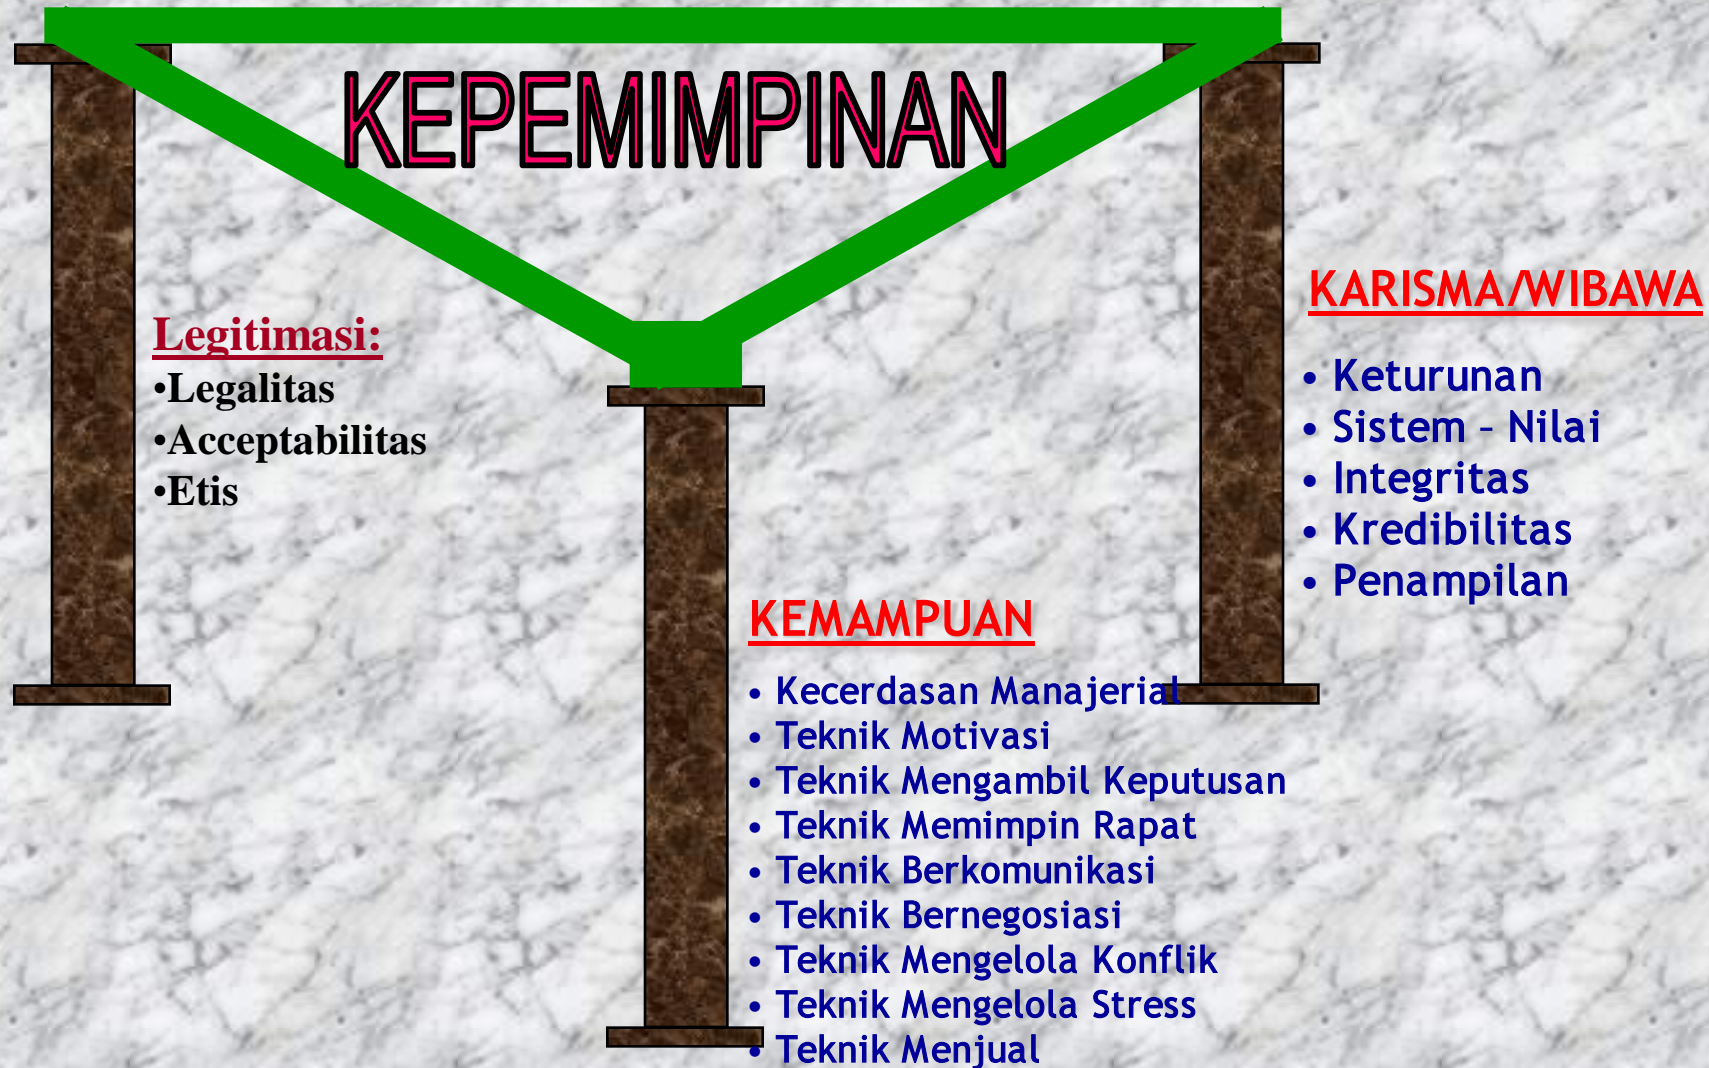 KEPEMIMPINAN
Legitimasi:
•Legalitas
•Acceptabilitas
•Etis
KEMAMPUAN
• Kecerdasan Manajerial
• Teknik Motivasi
• Teknik Mengambil Keputusan
• Teknik Memimpin Rapat
• Teknik Berkomunikasi
• Teknik Bernegosiasi
• Teknik Mengelola Konflik
• Teknik Mengelola Stress
• Teknik Menjual
KARISMA/WIBAWA
• Keturunan
• Sistem – Nilai
• Integritas
• Kredibilitas
• Penampilan